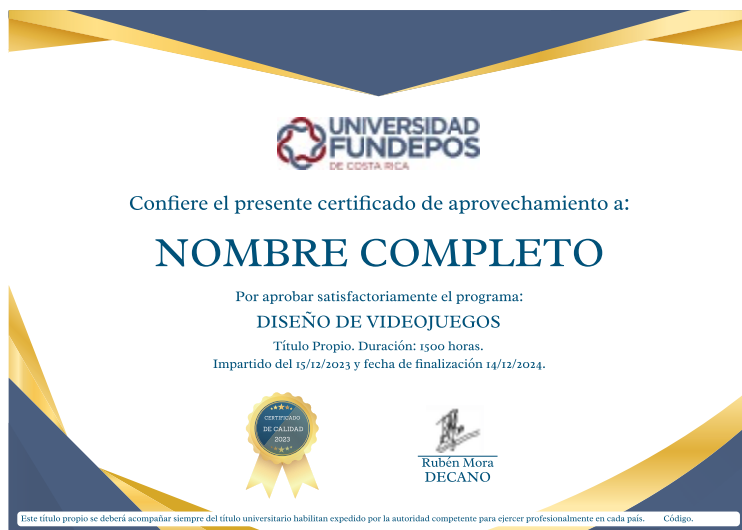 UNIVERSIDAD
FUNDEPOS
DE COSTA RICA
Confiere el presente certificado de aprovechamiento a:
NOMBRE COMPLETO
Por aprobar satisfactoriamente el programa:
DISEÑO DE VIDEOJUEGOS
Título Propio. Duración: 1500 horas.
Impartido del 15/12/2023 y fecha de finalización 14/12/2024.
CERTIFICADO
DE CALIDAD
2023
Rubén Mora
DECANO
Este título propio se deberá acompañar siempre del título universitario habilitan expedido por la autoridad competente para ejercer profesionalmente en cada país. Código.